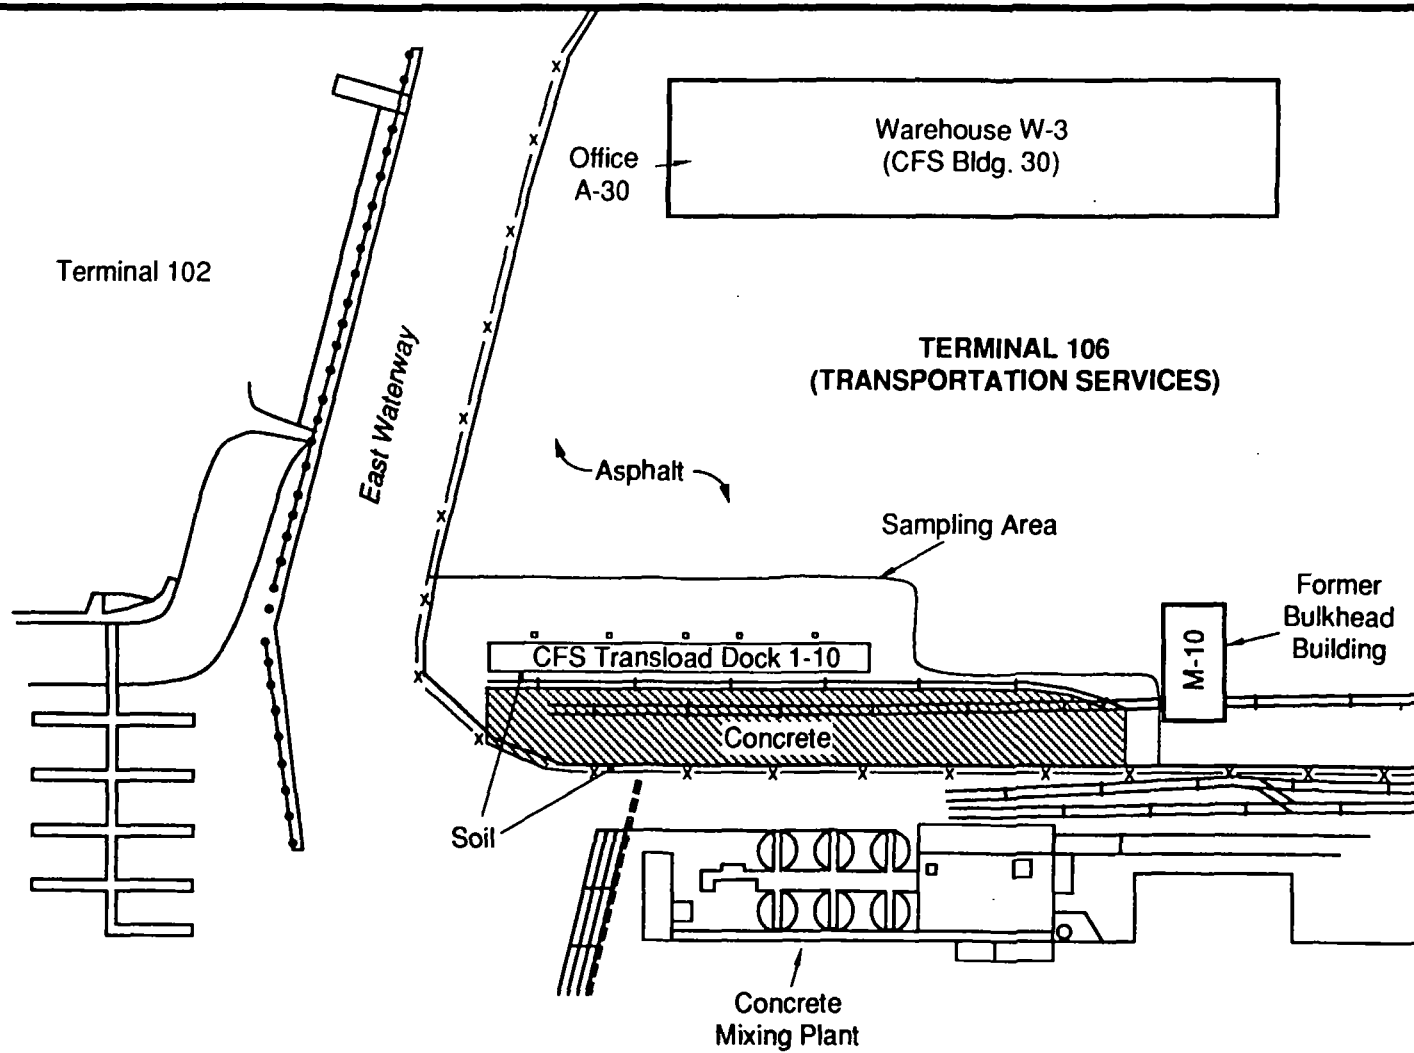 Warehouse W-3
(CFS Bldg. 30)
Office
A-30
Terminal 102
East Waterway
TERMINAL 106
(TRANSPORTATION SERVICES)
Asphalt
Sampling Area
Former
Bulkhead
Building
M-10
CFS Transload Dock 1-10
Concrete
Soil
Concrete
Mixing Plant